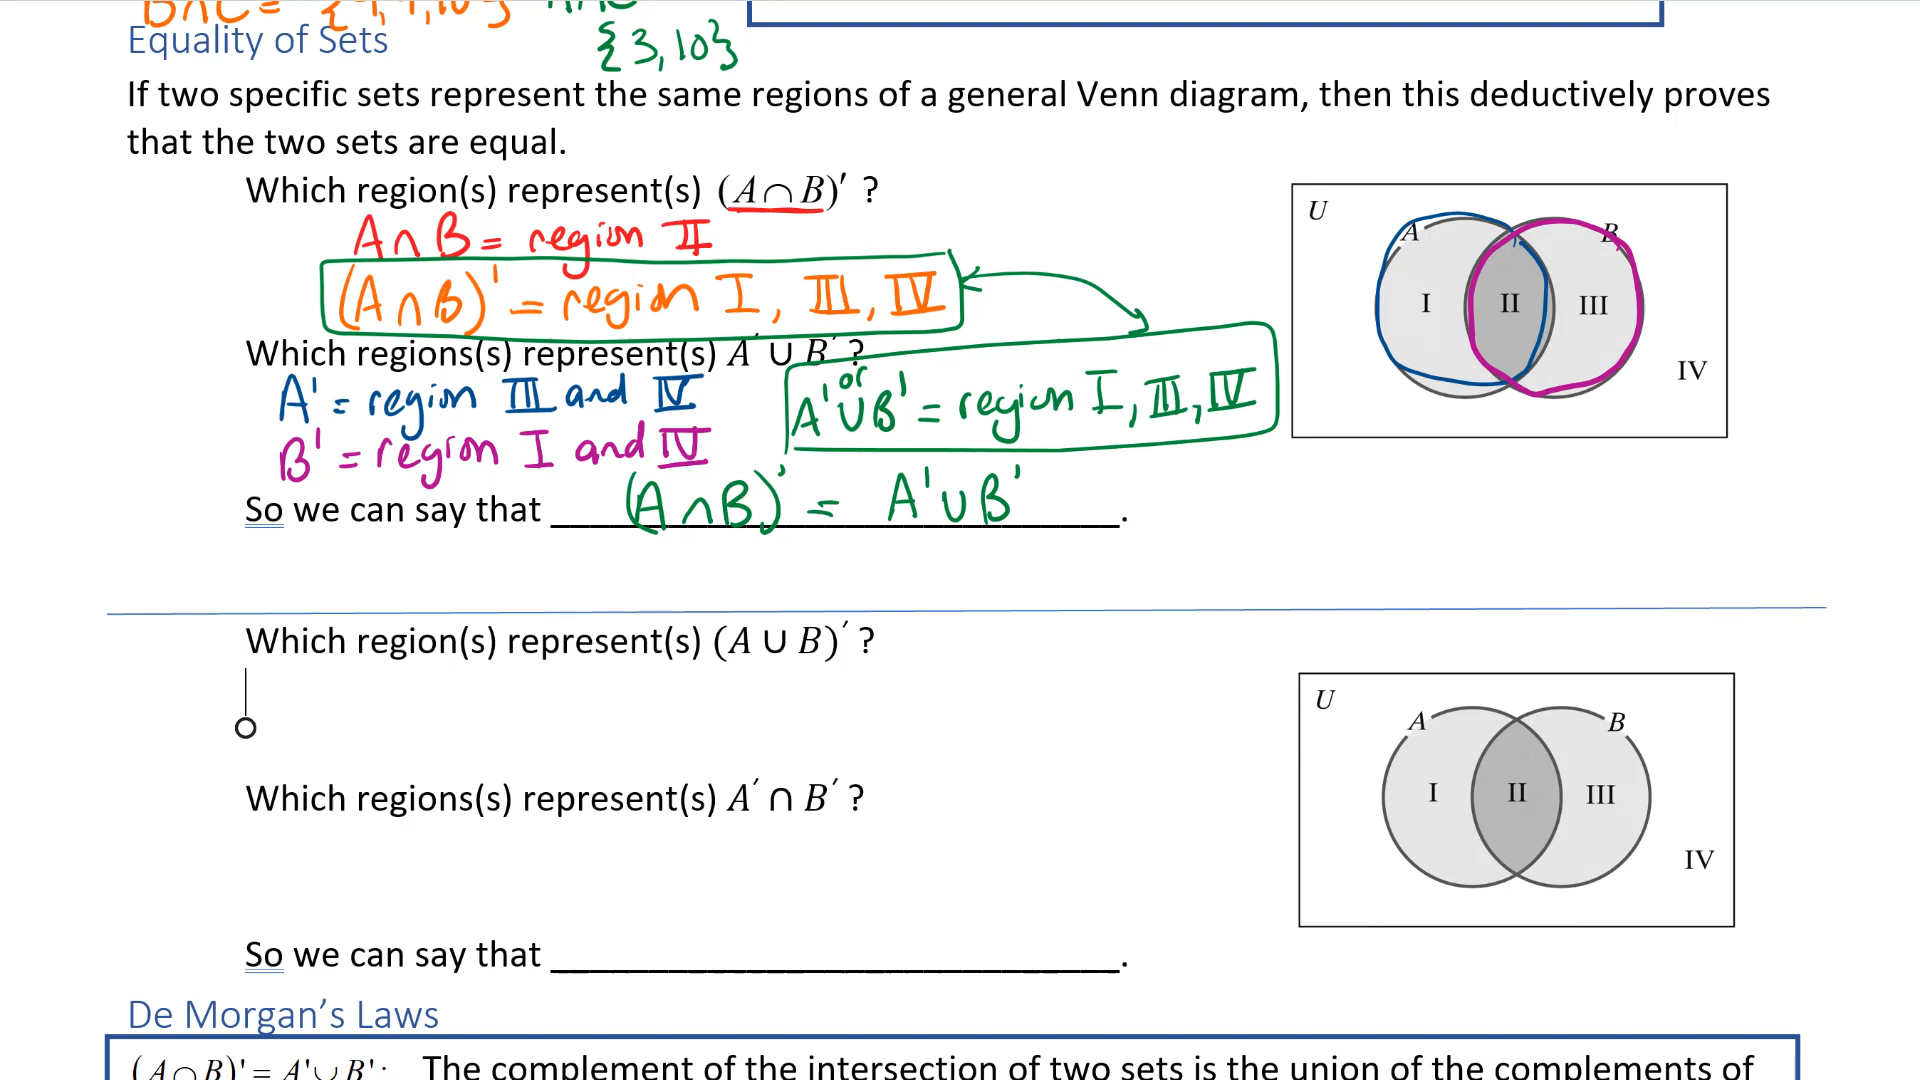 Equality of Sets
{3,10}
If two specific sets represent the same regions of a general Venn diagram, then this deductively proves
that the two sets are equal.
Which region(s) represent(s) (A∩B)′ ?
A∩B = region II
(A∩B)' = region I, III, IV
Which regions(s) represent(s) A′ ∪ B′ ?
A' = region III and IV
B' = region I and IV
or
A'∪B' = region I, III, IV
So we can say that (A∩B)' = A'∪B'.
U
A
B
I
II
III
IV
Which region(s) represent(s) (A ∪ B)′ ?
Which regions(s) represent(s) A′ ∩ B′ ?
So we can say that ______________________________.
U
A
B
I
II
III
IV
De Morgan’s Laws
(A∩B)'= A'∪B': The complement of the intersection of two sets is the union of the complements of